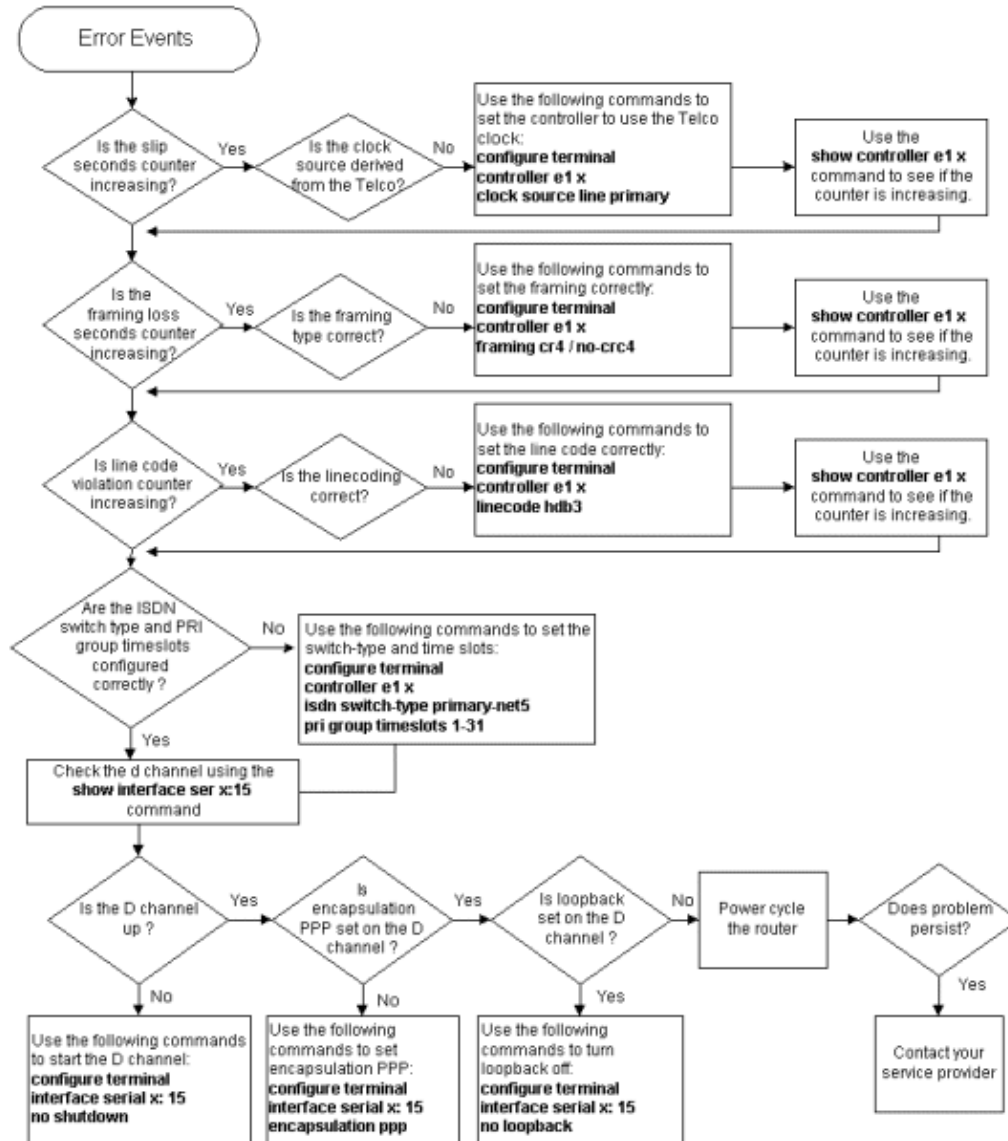 Error Events
Is the slip
seconds counter
increasing?
Yes
Is the clock
source derived
from the Telco?
No
Use the following commands to
set the controller to use the Telco
clock:
configure terminal
controller e1 x
clock source line primary
Use the
show controller e1 x
command to see if the
counter is increasing.
Is the
framing loss
seconds counter
increasing?
Yes
Is the framing
type correct?
No
Use the following commands to
set the framing correctly:
configure terminal
controller e1 x
framing cr4 / no-crc4
Use the
show controller e1 x
command to see if the
counter is increasing.
Is line code
violation counter
increasing?
Yes
Is the linecoding
correct?
No
Use the following commands to
set the line code correctly:
configure terminal
controller e1 x
linecode hdb3
Use the
show controller e1 x
command to see if the
counter is increasing.
Are the ISDN
switch type and PRI
group timeslots
configured
correctly ?
No
Use the following commands to set the
switch-type and time slots:
configure terminal
controller e1 x
isdn switch-type primary-net5
pri group timeslots 1-31
Yes
Check the d channel using the
show interface ser x:15
command
Is the D channel
up ?
Yes
Is
encapsulation
PPP set on the D
channel ?
Yes
Is loopback
set on the D
channel ?
No
Power cycle
the router
Does problem
persist?
No
Use the following commands
to start the D channel:
configure terminal
interface serial x: 15
no shutdown
No
Use the following
commands to set
encapsulation PPP:
configure terminal
interface serial x: 15
encapsulation ppp
Yes
Use the following
commands to turn
loopback off:
configure terminal
interface serial x: 15
no loopback
Yes
Contact your
service provider